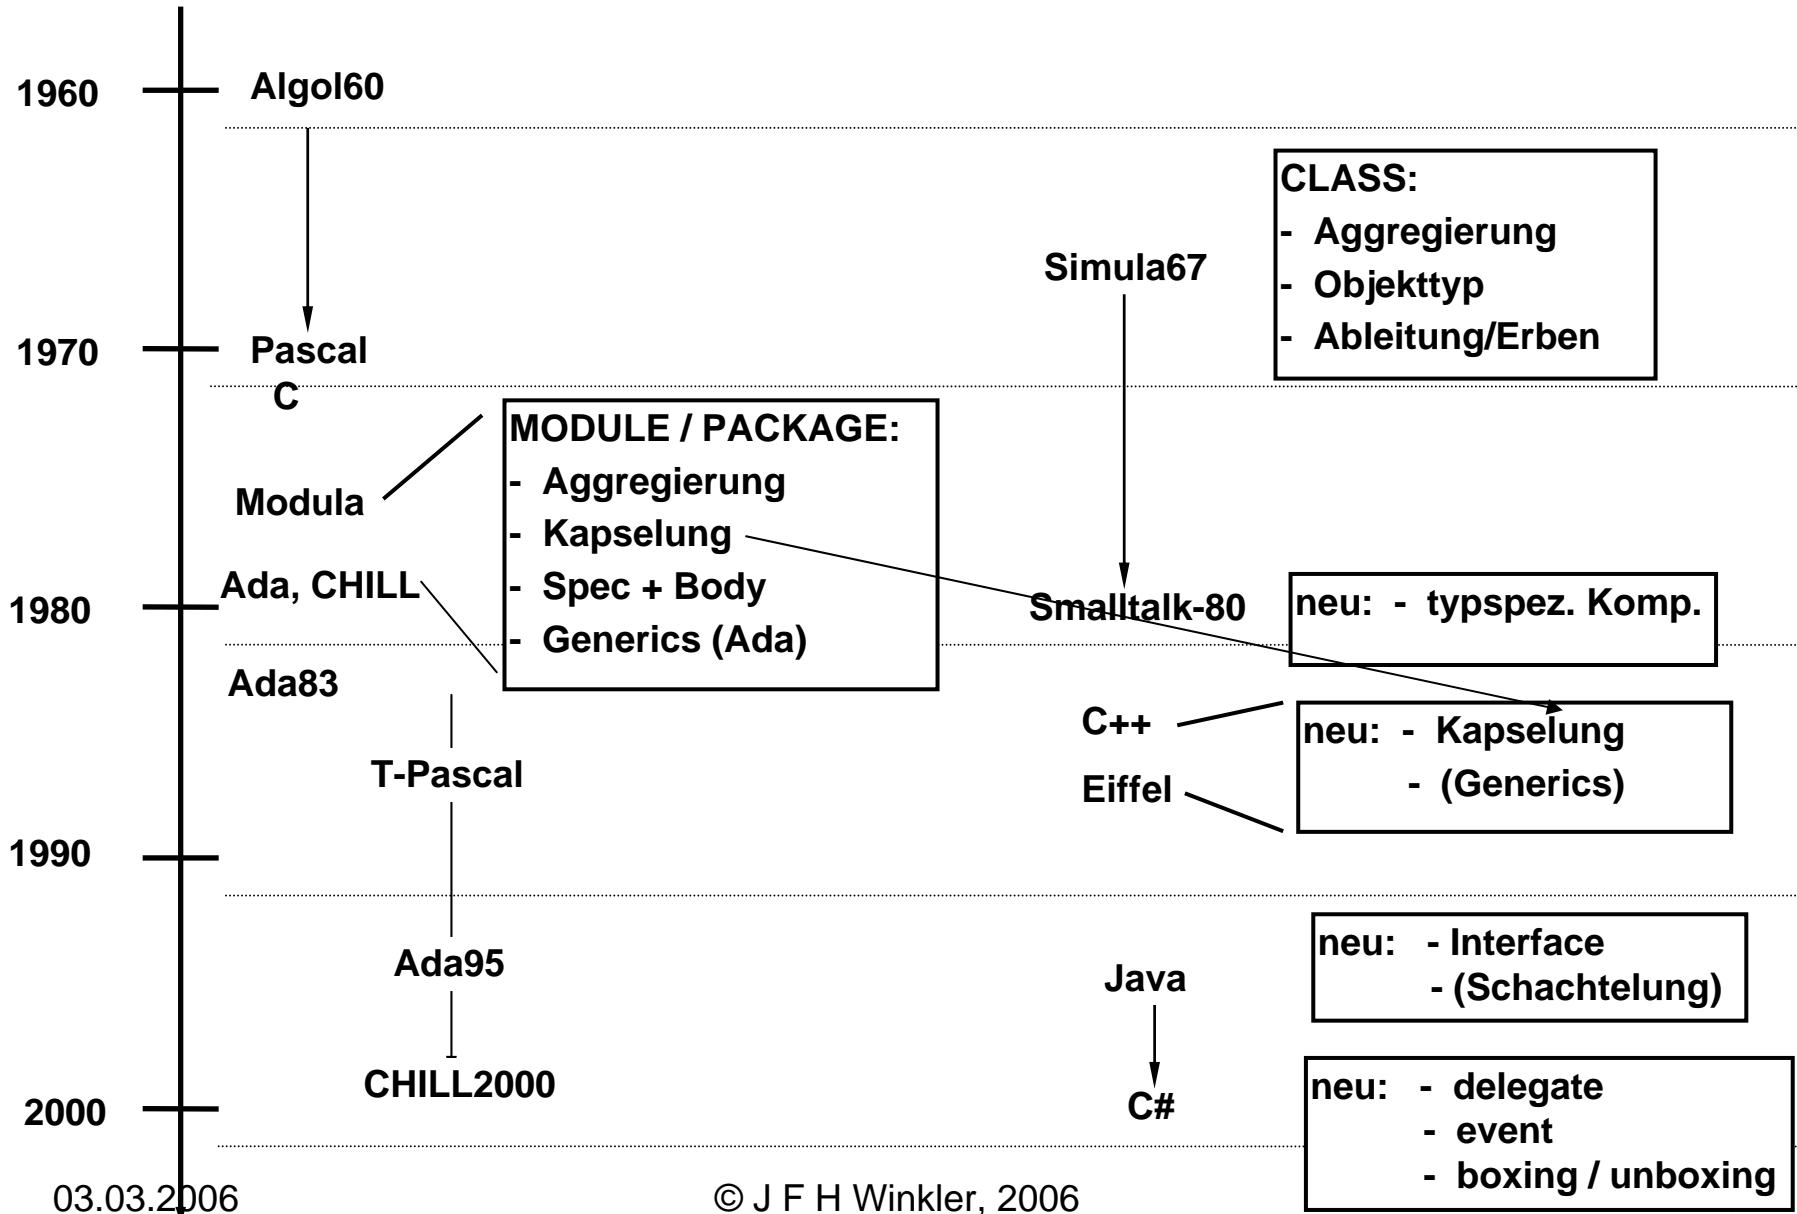 1960
Algol60
CLASS:
- Aggregierung
- Objekttyp
- Ableitung/Erben
Simula67
1970
Pascal
C
MODULE / PACKAGE:
- Aggregierung
- Kapselung
- Spec + Body
- Generics (Ada)
Modula
Ada, CHILL
1980
Smalltalk-80
neu: - typspez. Komp.
Ada83
C++
Eiffel
neu: - Kapselung
- (Generics)
T-Pascal
1990
Ada95
Java
neu: - Interface
- (Schachtelung)
CHILL2000
2000
C#
neu: - delegate
- event
- boxing / unboxing
03.03.2006
© J F H Winkler, 2006